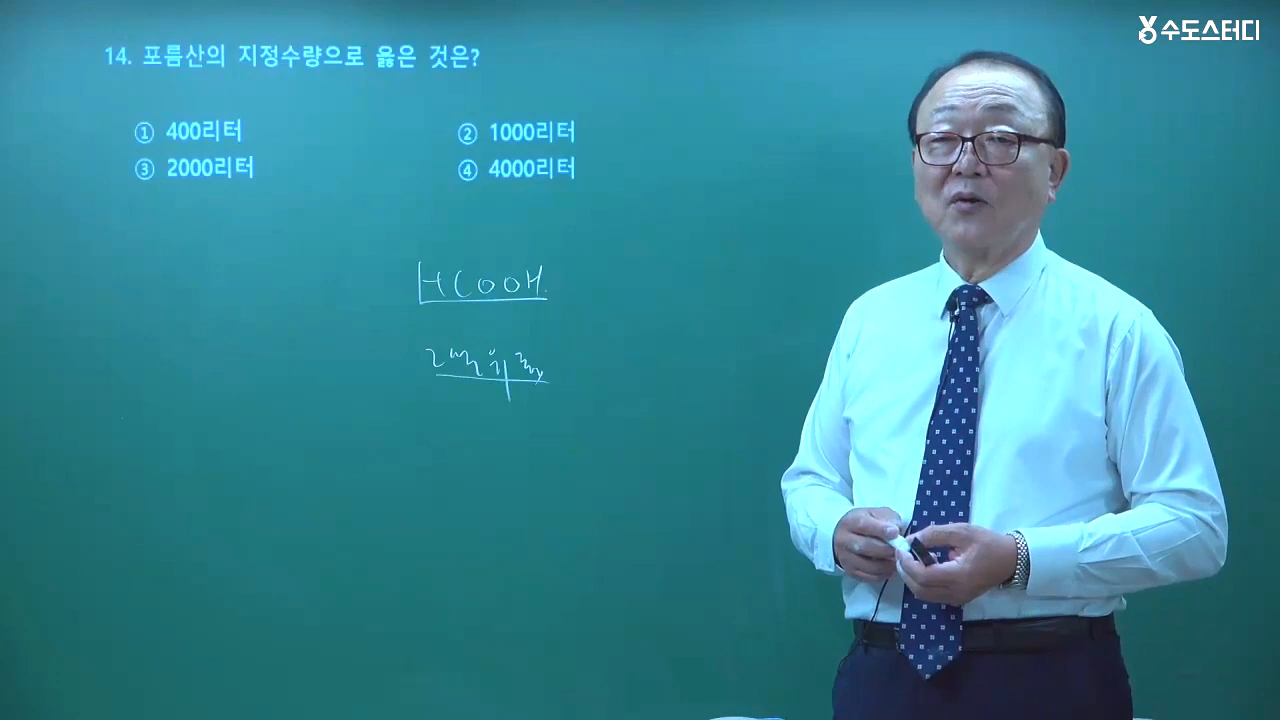 수도스터디
14. 포름산의 지정수량으로 옳은 것은?
① 400리터
② 1000리터
③ 2000리터
④ 4000리터
HCOOH